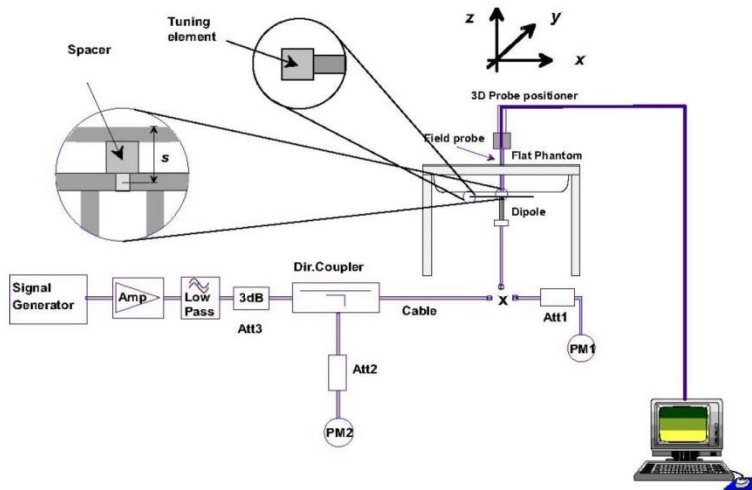 Tuning
element
Spacer
s
z
y
x
3D Probe positioner
Field probe
Flat Phantom
Dipole
Signal
Generator
Amp
Low
Pass
3dB
Att3
Dir.Coupler
Cable
x
Att1
PM1
Att2
PM2